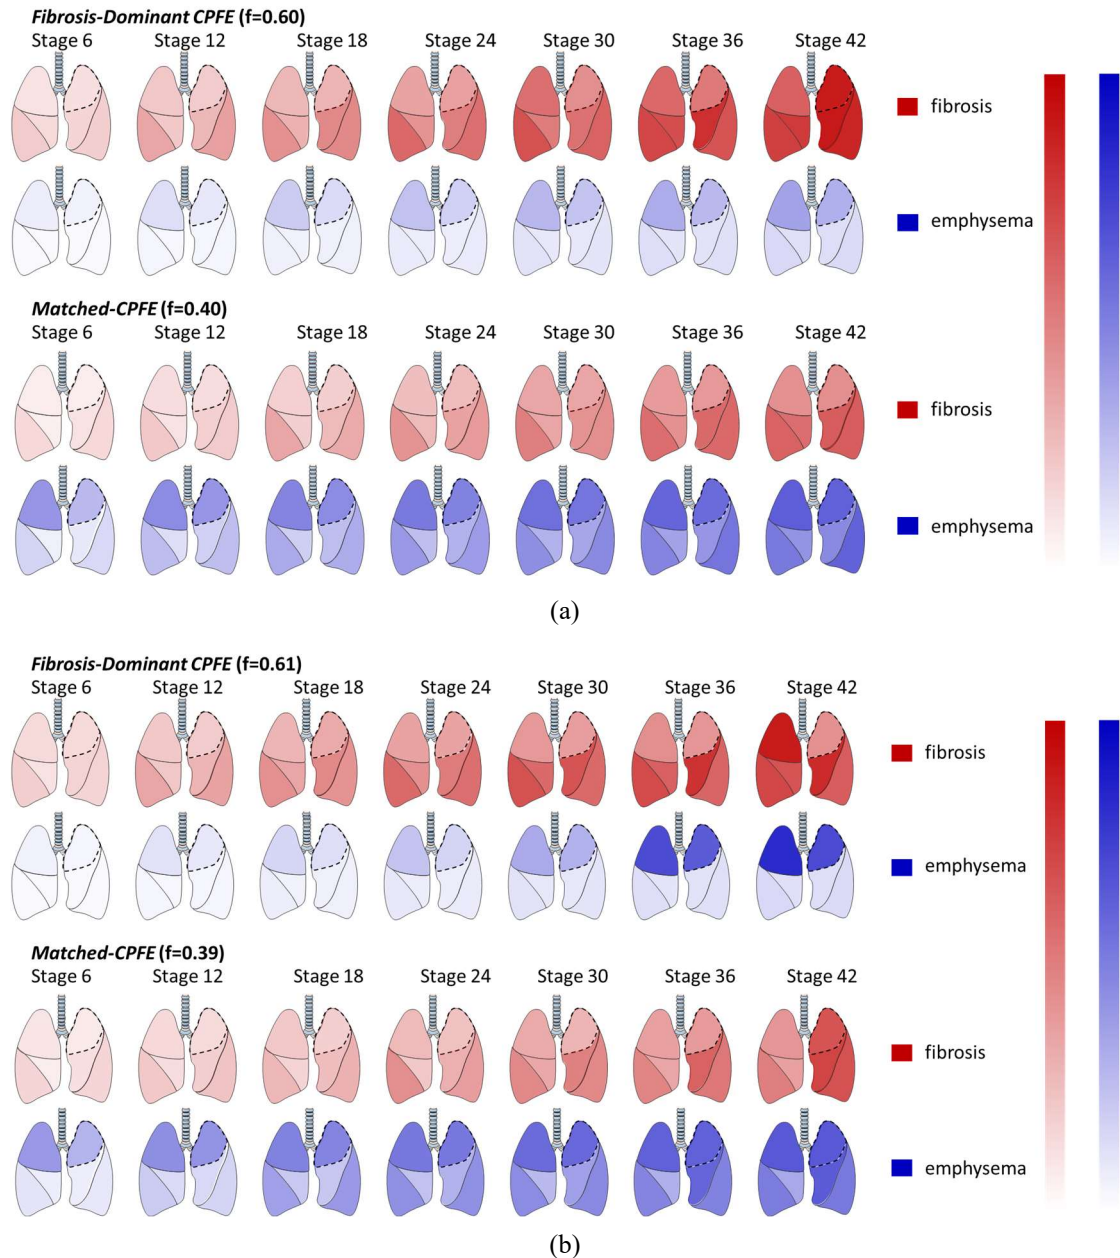 Fibrosis-Dominant CPFE (f=0.60)
Stage 6 Stage 12 Stage 18 Stage 24 Stage 30 Stage 36 Stage 42
fibrosis
emphysema
Matched-CPFE (f=0.40)
Stage 6 Stage 12 Stage 18 Stage 24 Stage 30 Stage 36 Stage 42
fibrosis
emphysema
(a)
Fibrosis-Dominant CPFE (f=0.61)
Stage 6 Stage 12 Stage 18 Stage 24 Stage 30 Stage 36 Stage 42
fibrosis
emphysema
Matched-CPFE (f=0.39)
Stage 6 Stage 12 Stage 18 Stage 24 Stage 30 Stage 36 Stage 42
fibrosis
emphysema
(b)